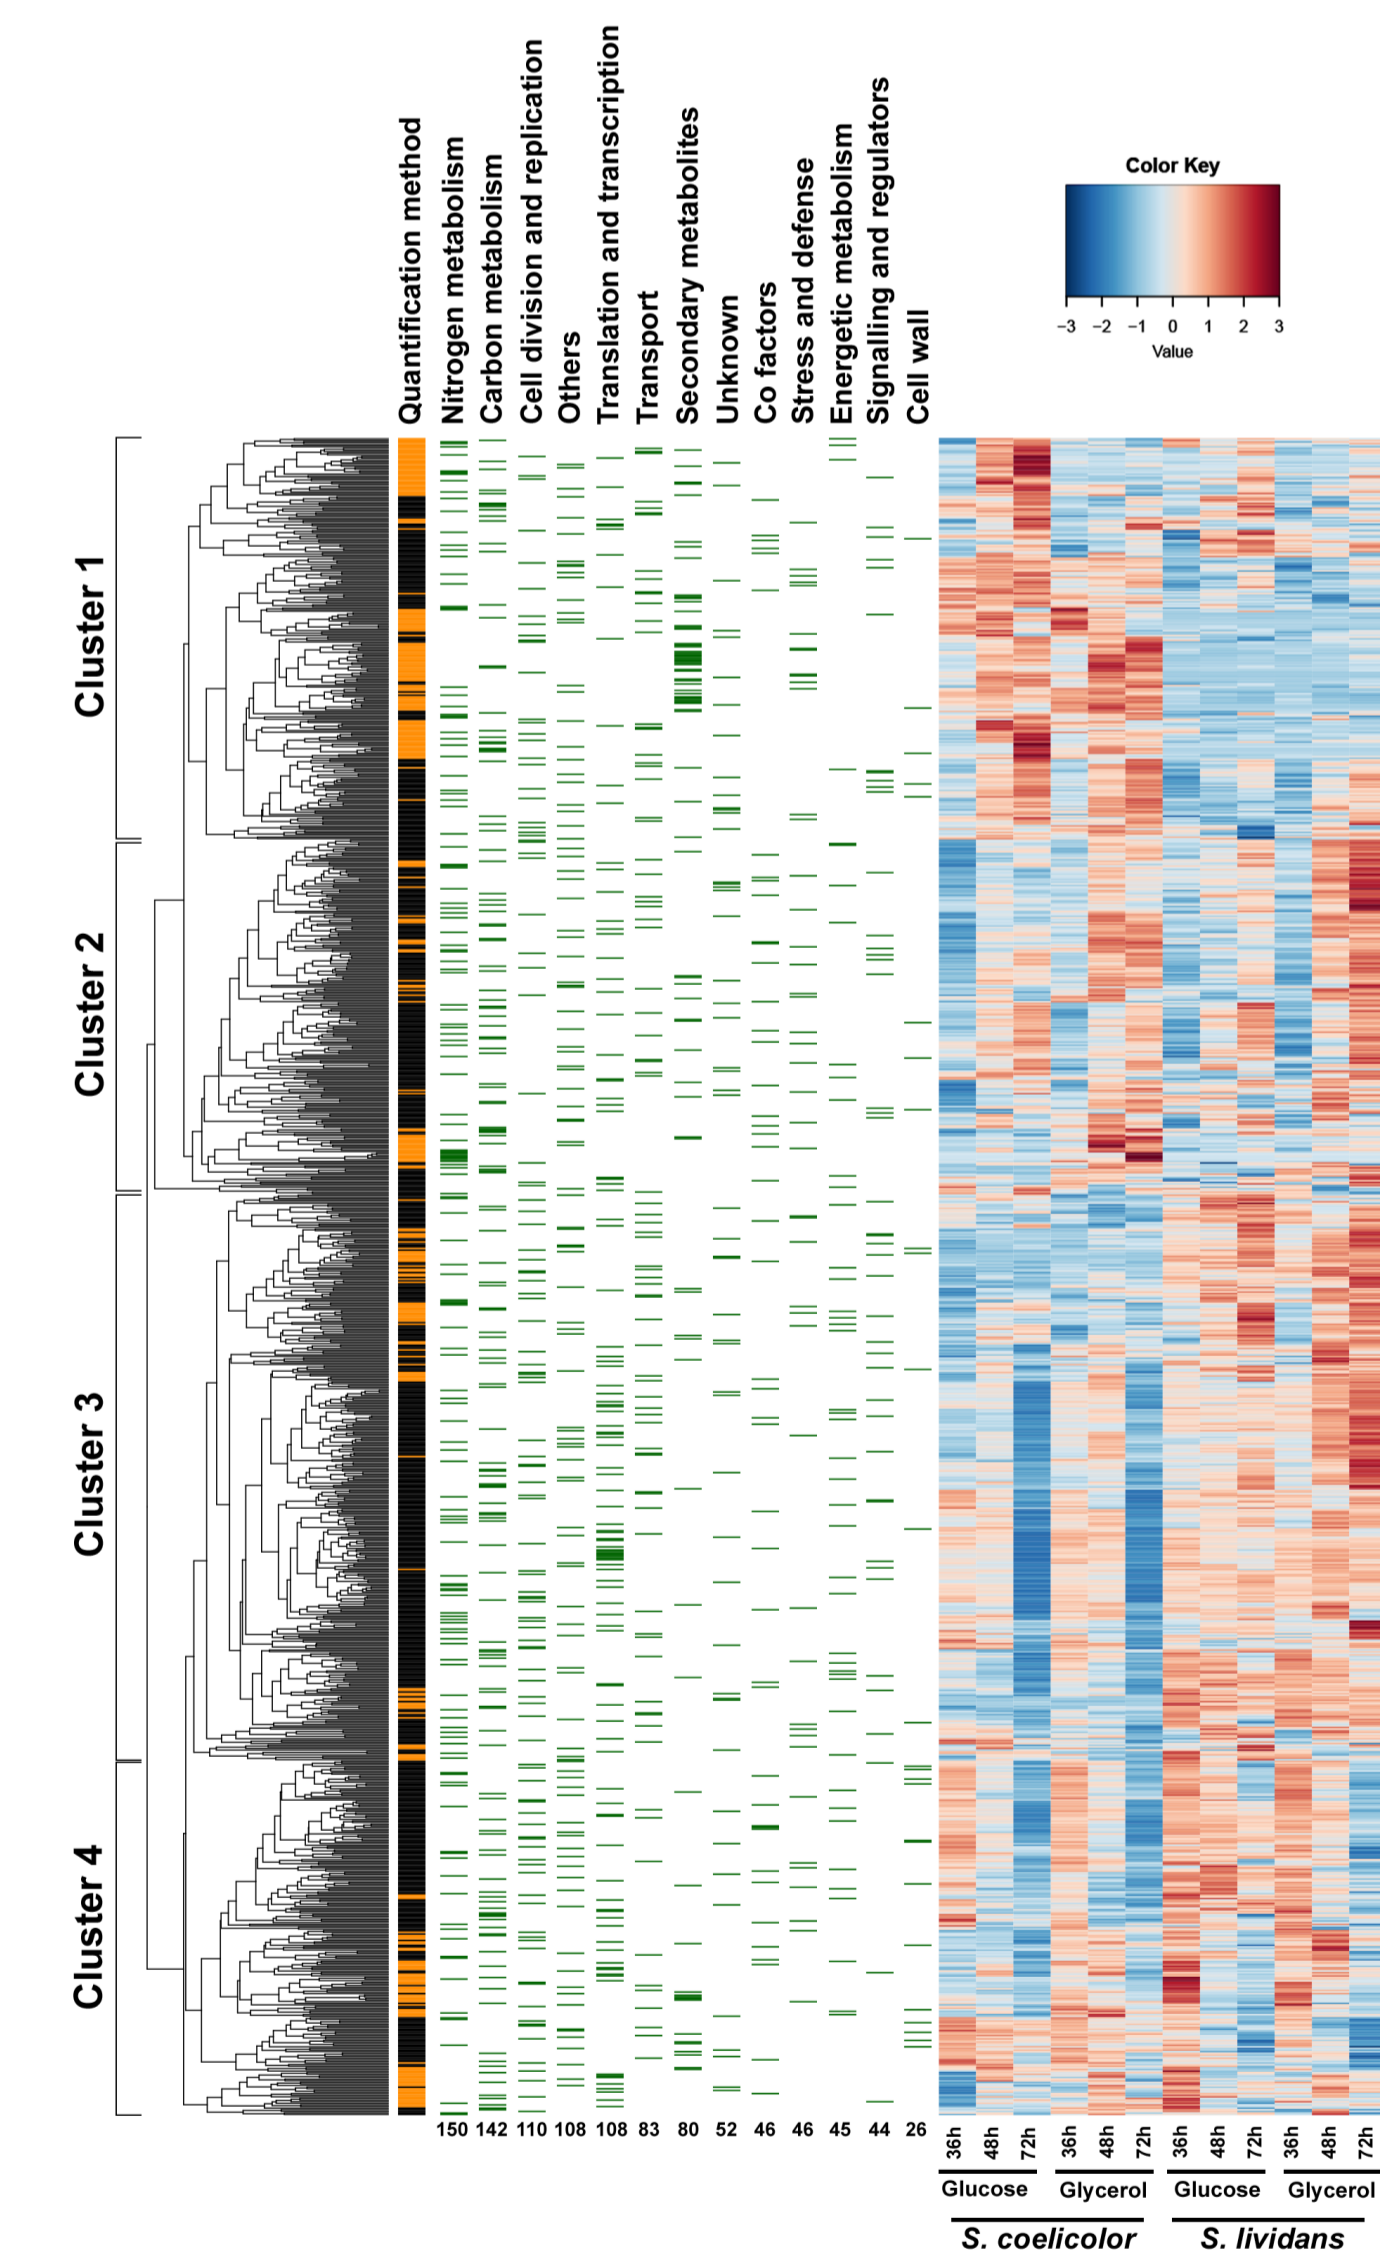 Quantification method
Nitrogen metabolism
Carbon metabolism
Cell division and replication
Others
Translation and transcription
Transport
Secondary metabolites
Unknown
Co factors
Stress and defense
Energetic metabolism
Signalling and regulators
Cell wall
Color Key
−3 −2 −1 0 1 2 3
Value
Cluster 1
Cluster 2
Cluster 3
Cluster 4
150 142 110 108 108 83 80 52 46 46 45 44 26
36h 48h 72h 36h 48h 72h 36h 48h 72h 36h 48h 72h
Glucose Glycerol Glucose Glycerol
S. coelicolor S. lividans